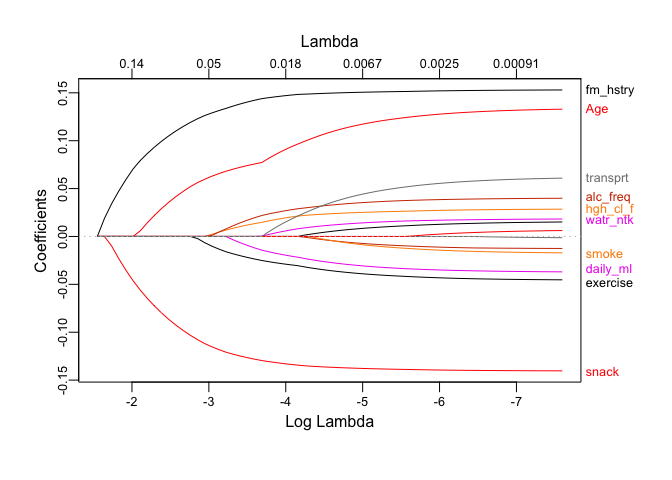 Lambda
0.14 0.05 0.018 0.0067 0.0025 0.00091
0.15
0.10
0.05
0.00
-0.05
-0.10
-0.15
Coefficients
fm_hstry
Age
transprt
alc_freq
hgh_cl_f
watr_ntk
smoke
daily_ml
exercise
snack
-2 -3 -4 -5 -6 -7
Log Lambda